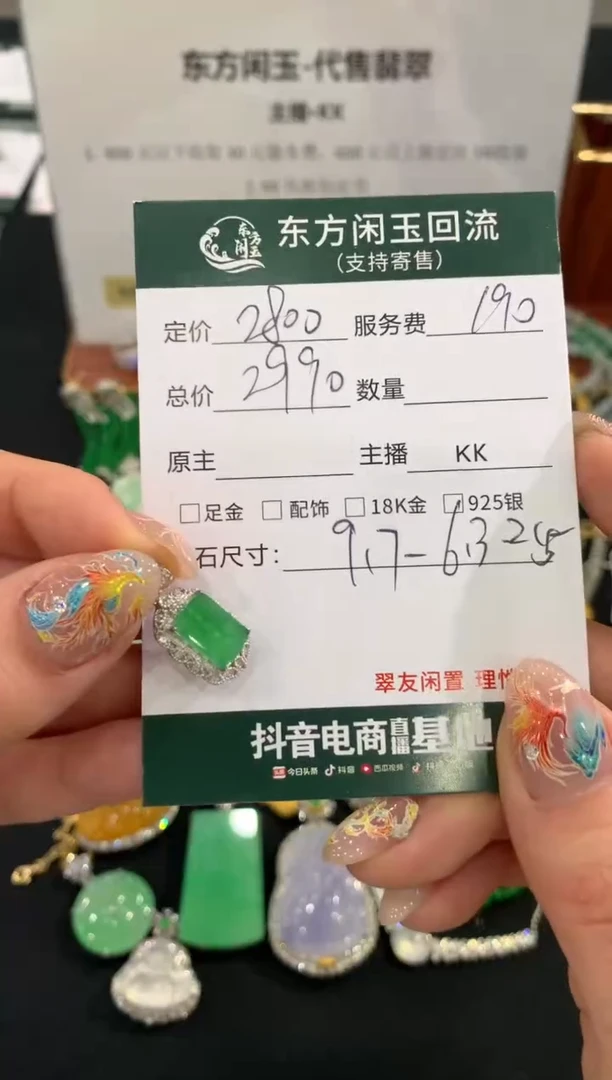 东方闲玉-代售翡翠
主播-KK
东方闲玉
东方闲玉回流
(支持寄售)
定价 2800 服务费 190
总价 2990 数量
原主 主播 KK
□足金 □配饰 □18K金 □925银
石尺寸: 9.7-6.3 25
翠友闲置 理性
抖音电商直播基地
今日头条 抖音 西瓜视频